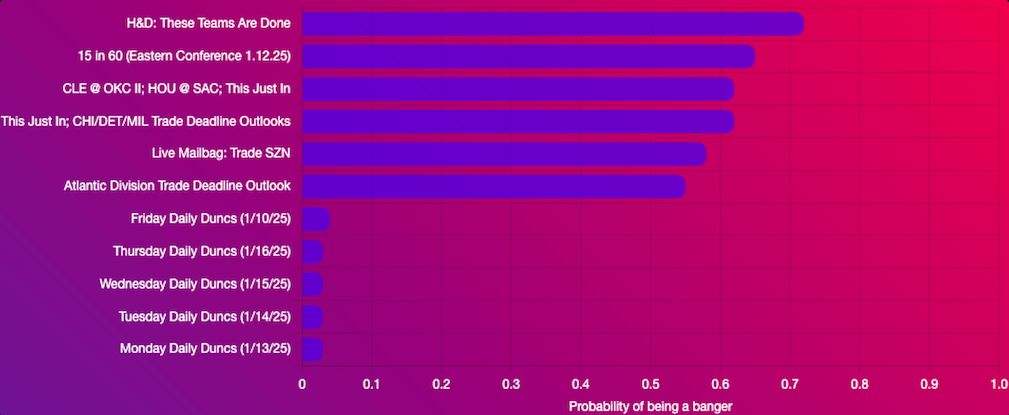 H&D: These Teams Are Done
15 in 60 (Eastern Conference 1.12.25)
CLE @ OKC II; HOU @ SAC; This Just In
This Just In; CHI/DET/MIL Trade Deadline Outlooks
Live Mailbag: Trade SZN
Atlantic Division Trade Deadline Outlook
Friday Daily Duncs (1/10/25)
Thursday Daily Duncs (1/16/25)
Wednesday Daily Duncs (1/15/25)
Tuesday Daily Duncs (1/14/25)
Monday Daily Duncs (1/13/25)
0 0.1 0.2 0.3 0.4 0.5 0.6 0.7 0.8 0.9 1.0
Probability of being a banger